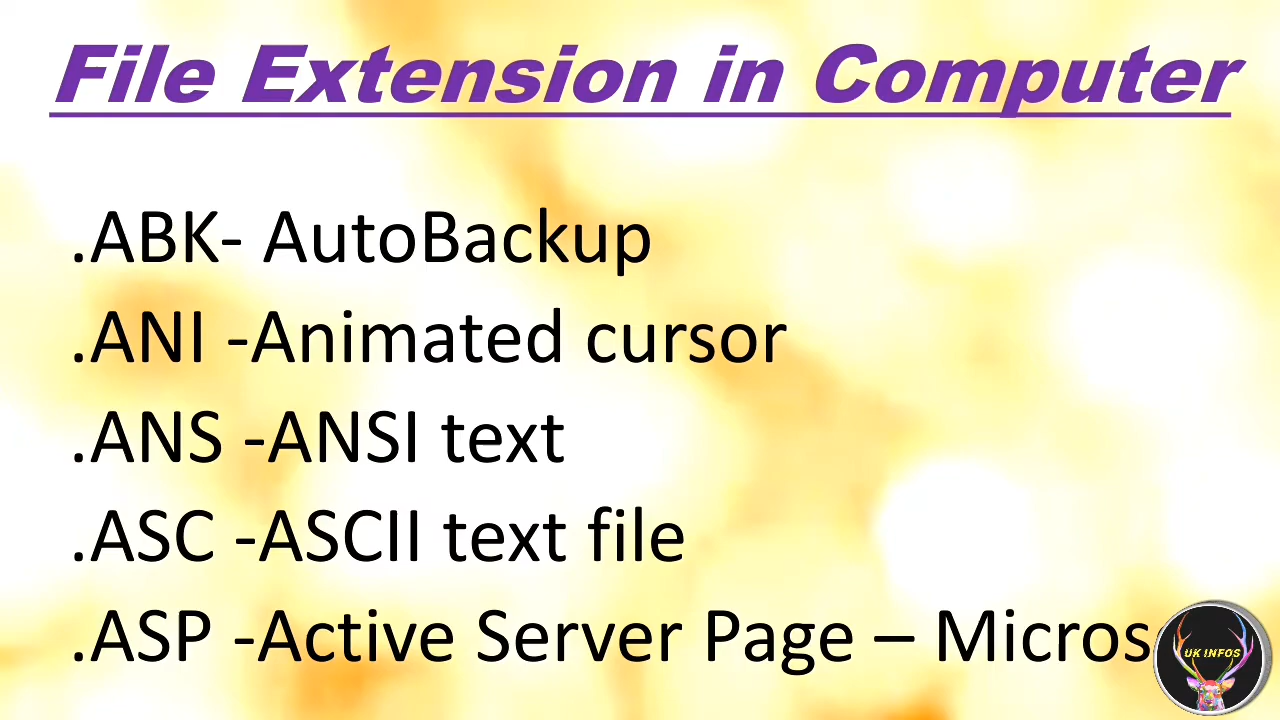 File Extension in Computer
.ABK- AutoBackup
.ANI -Animated cursor
.ANS -ANSI text
.ASC -ASCII text file
.ASP -Active Server Page – Micros
UK INFOS